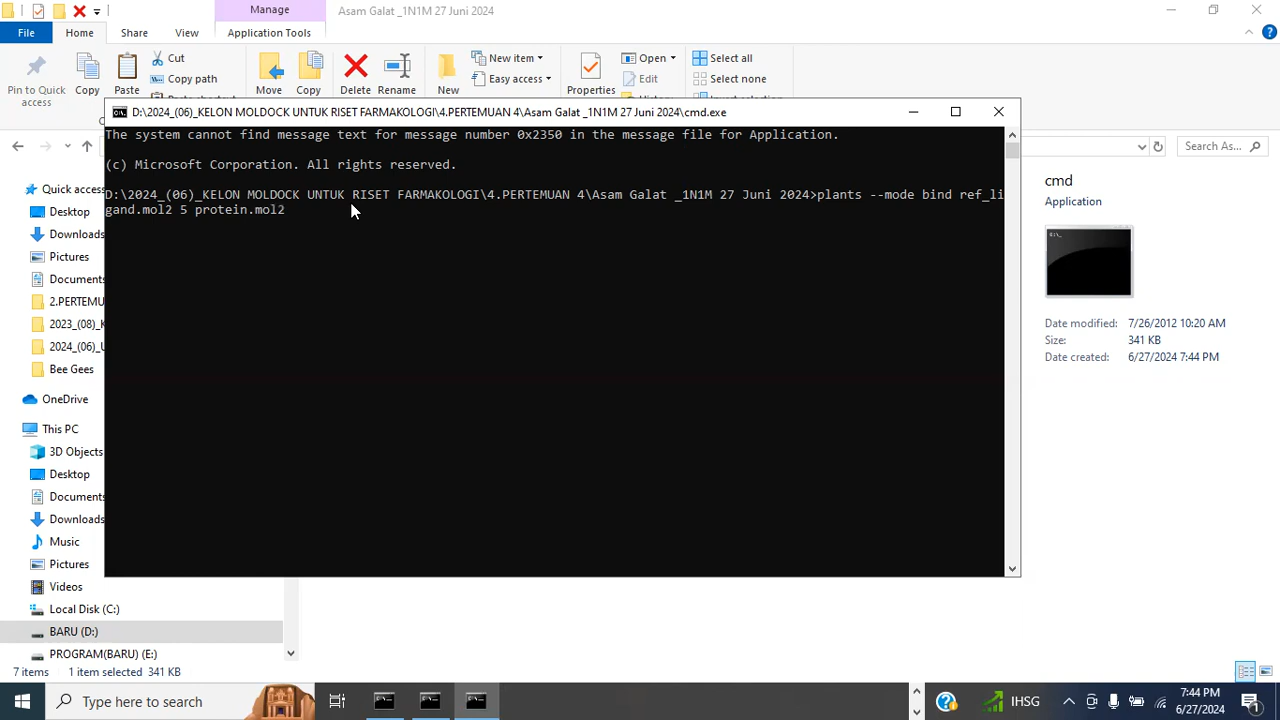 Manage
Asam Galat _1N1M 27 Juni 2024
File
Home
Share
View
Application Tools
Pin to Quick
access
Copy
Paste
Cut
Copy path
Move
Copy
Delete
Rename
New
New item
Easy access
Properties
Open
Edit
Select all
Select none
D:\2024_(06)_KELON MOLDOCK UNTUK RISET FARMAKOLOGI\4.PERTEMUAN 4\Asam Galat _1N1M 27 Juni 2024\cmd.exe
The system cannot find message text for message number 0x2350 in the message file for Application.
(c) Microsoft Corporation. All rights reserved.
D:\2024_(06)_KELON MOLDOCK UNTUK RISET FARMAKOLOGI\4.PERTEMUAN 4\Asam Galat _1N1M 27 Juni 2024>plants --mode bind ref_li
gand.mol2 5 protein.mol2
Search As...
Quick access
Desktop
Downloads
Pictures
Documents
2.PERTEMU
2023_(08)_K
2024_(06)_U
Bee Gees
OneDrive
This PC
3D Objects
Desktop
Documents
Downloads
Music
Pictures
Videos
Local Disk (C:)
BARU (D:)
PROGRAM(BARU) (E:)
cmd
Application
Date modified: 7/26/2012 10:20 AM
Size: 341 KB
Date created: 6/27/2024 7:44 PM
7 items
1 item selected 341 KB
Type here to search
IHSG
7:44 PM
6/27/2024
1